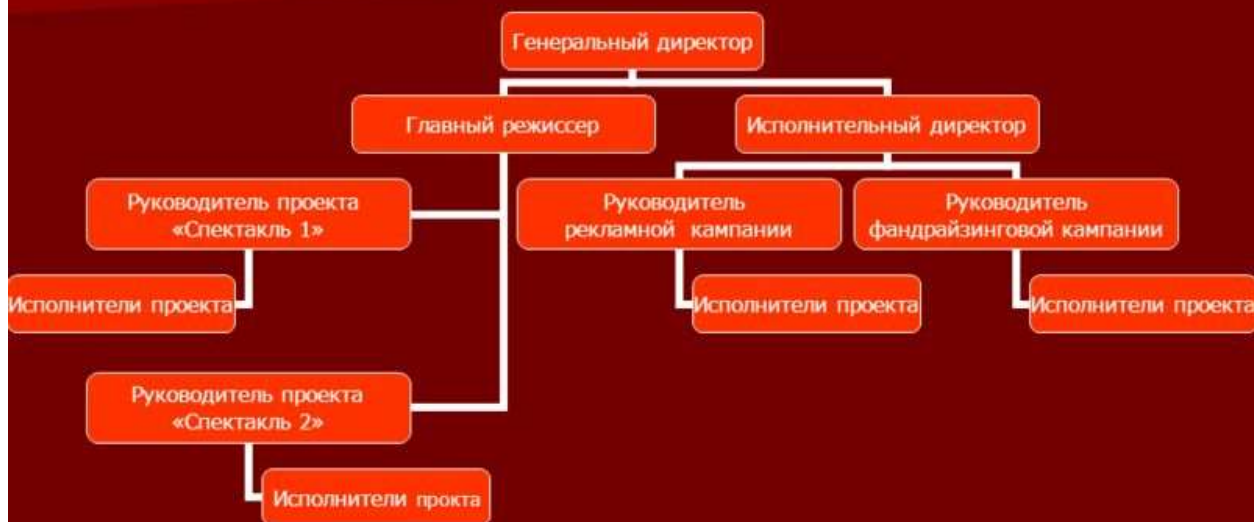 Генеральный директор
Главный режиссер
Исполнительный директор
Руководитель проекта
«Спектакль 1»
Руководитель
рекламной кампании
Руководитель
фандрайзинговой кампании
Исполнители проекта
Исполнители проекта
Исполнители проекта
Руководитель проекта
«Спектакль 2»
Исполнители прокта